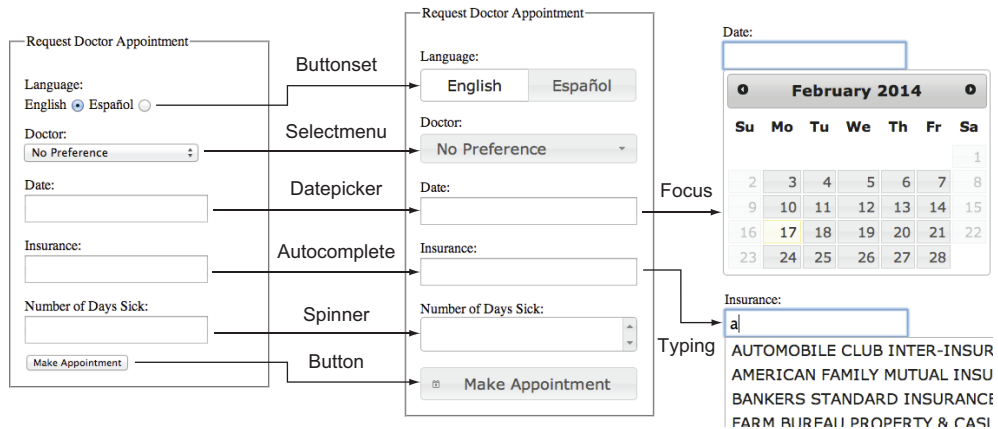 Request Doctor Appointment
Language:
English Español
Doctor:
No Preference
Date:
Insurance:
Number of Days Sick:
Make Appointment
Buttonset
Selectmenu
Datepicker
Autocomplete
Spinner
Button
Request Doctor Appointment
Language:
English Español
Doctor:
No Preference
Date:
Insurance:
Number of Days Sick:
Make Appointment
Focus
Typing
Date:
February 2014
Su Mo Tu We Th Fr Sa
1
2 3 4 5 6 7 8
9 10 11 12 13 14 15
16 17 18 19 20 21 22
23 24 25 26 27 28
Insurance:
a
AUTOMOBILE CLUB INTER-INSUR
AMERICAN FAMILY MUTUAL INSU
BANKERS STANDARD INSURANCE
FARM BUREAU PROPERTY & CASU